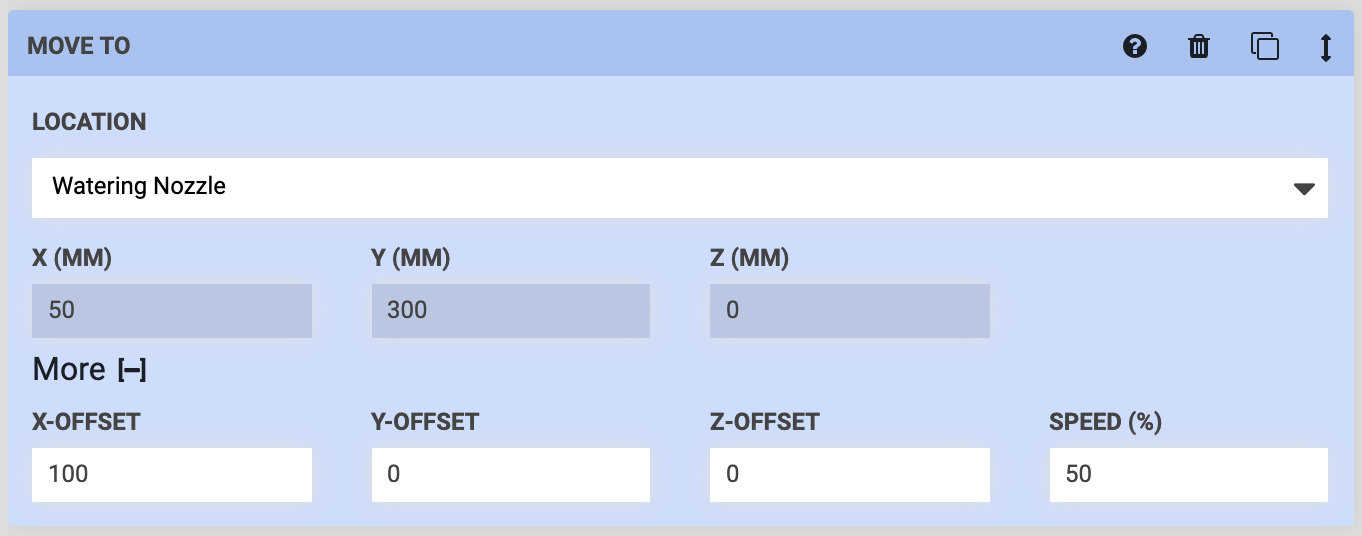 MOVE TO
LOCATION
Watering Nozzle
X (MM) Y (MM) Z (MM)
50 300 0
More [–]
X-OFFSET Y-OFFSET Z-OFFSET SPEED (%)
100 0 0 50